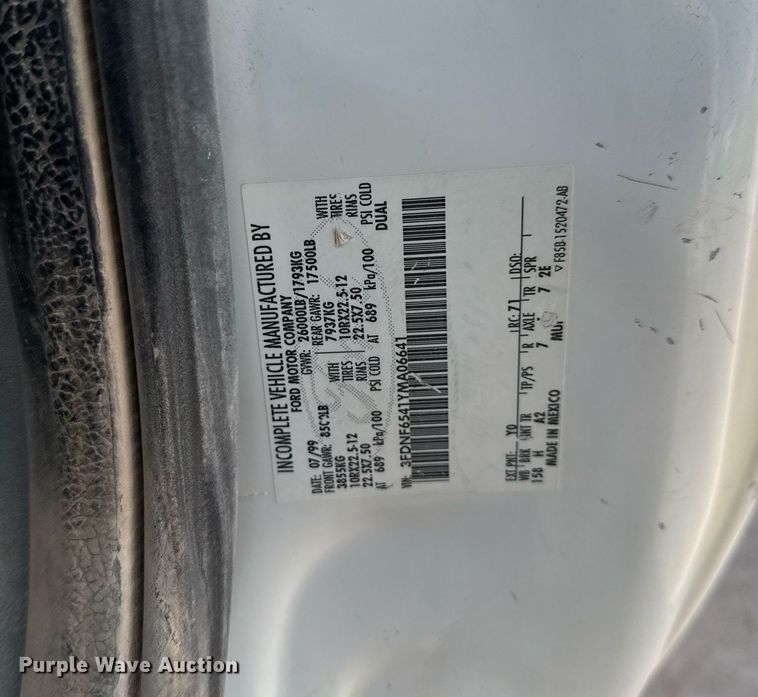 INCOMPLETE VEHICLE MANUFACTURED BY
FORD MOTOR COMPANY
DATE: 07/99 GVWR: 26000LB/1793KG
FRONT GAWR: LB REAR GAWR: 17500LB
3855KG WITH 7937KG WITH
10RX22.5-12 TIRES 10RX22.5-12 TIRES
22.5X7.50 RIMS 22.5X7.50 RIMS
AT 689 kPa/100 PSI COLD AT 689 kPa/100 PSI COLD
DUAL
VIN: 3FDNF6541YMA06641
EXT PNT: Y0 RC: 71 DSO:
WB BRK INT TR TP/PS R AXLE TR SPR
158 H A2 7 7 2E
MADE IN MEXICO
F85B-1520472-AB
Purple Wave Auction